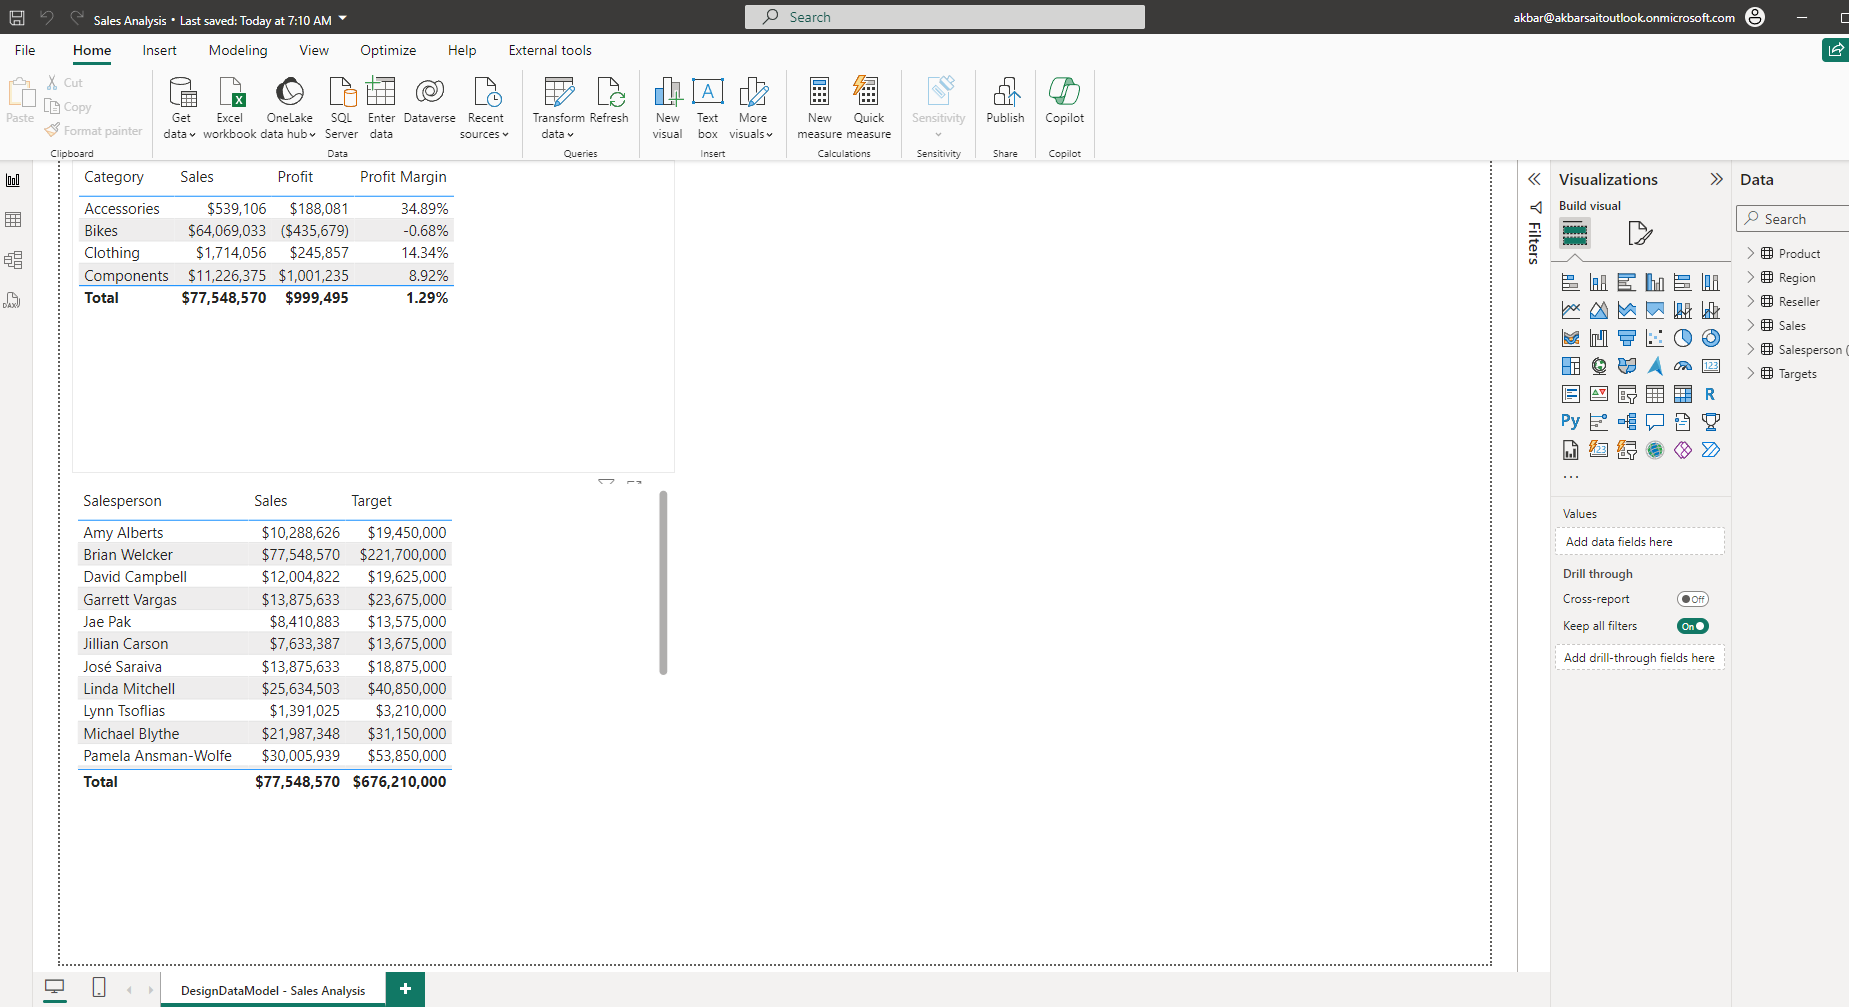 Sales Analysis • Last saved: Today at 7:10 AM
Search
akbar@akbarsaitoutlook.onmicrosoft.com
File Home Insert Modeling View Optimize Help External tools
Paste
Cut
Copy
Format painter
Clipboard
Get data
Excel workbook
OneLake data hub
SQL Server
Enter data
Dataverse
Recent sources
Data
Transform data
Refresh
Queries
New visual
Text box
More visuals
Insert
New measure
Quick measure
Calculations
Sensitivity
Sensitivity
Publish
Share
Copilot
Copilot
Category Sales Profit Profit Margin
Accessories $539,106 $188,081 34.89%
Bikes $64,069,033 ($435,679) -0.68%
Clothing $1,714,056 $245,857 14.34%
Components $11,226,375 $1,001,235 8.92%
Total $77,548,570 $999,495 1.29%
Salesperson Sales Target
Amy Alberts $10,288,626 $19,450,000
Brian Welcker $77,548,570 $221,700,000
David Campbell $12,004,822 $19,625,000
Garrett Vargas $13,875,633 $23,675,000
Jae Pak $8,410,883 $13,575,000
Jillian Carson $7,633,387 $13,675,000
José Saraiva $13,875,633 $18,875,000
Linda Mitchell $25,634,503 $40,850,000
Lynn Tsoflias $1,391,025 $3,210,000
Michael Blythe $21,987,348 $31,150,000
Pamela Ansman-Wolfe $30,005,939 $53,850,000
Total $77,548,570 $676,210,000
Filters
Visualizations
Build visual
123
R
Py
123
...
Values
Add data fields here
Drill through
Cross-report Off
Keep all filters On
Add drill-through fields here
Data
Search
Product
Region
Reseller
Sales
Salesperson (
Targets
DAX
DesignDataModel - Sales Analysis
+